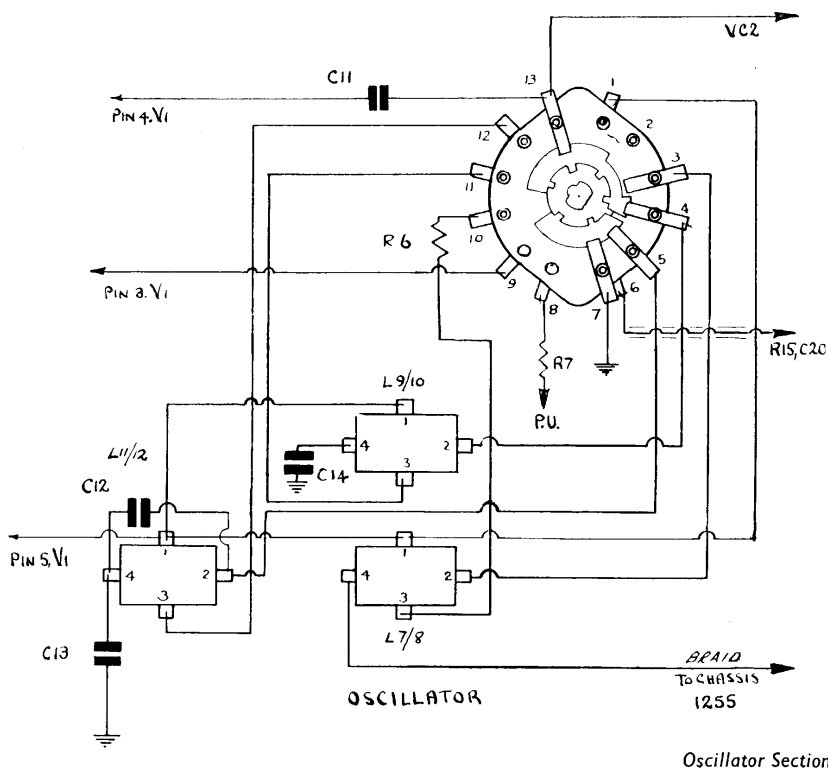 VC2
C11
13
1
PIN 4, V1
12
2
3
11
4
R6
10
5
9
6
PIN 3. V1
8
7
R15, C20
R7
L9/10
P.U.
1
4
2
L11/12
3
C14
C12
PIN 5, V1
1
1
4
2
4
2
3
3
C13
L7/8
BRAID
TO CHASSIS
OSCILLATOR
1255
Oscillator Section